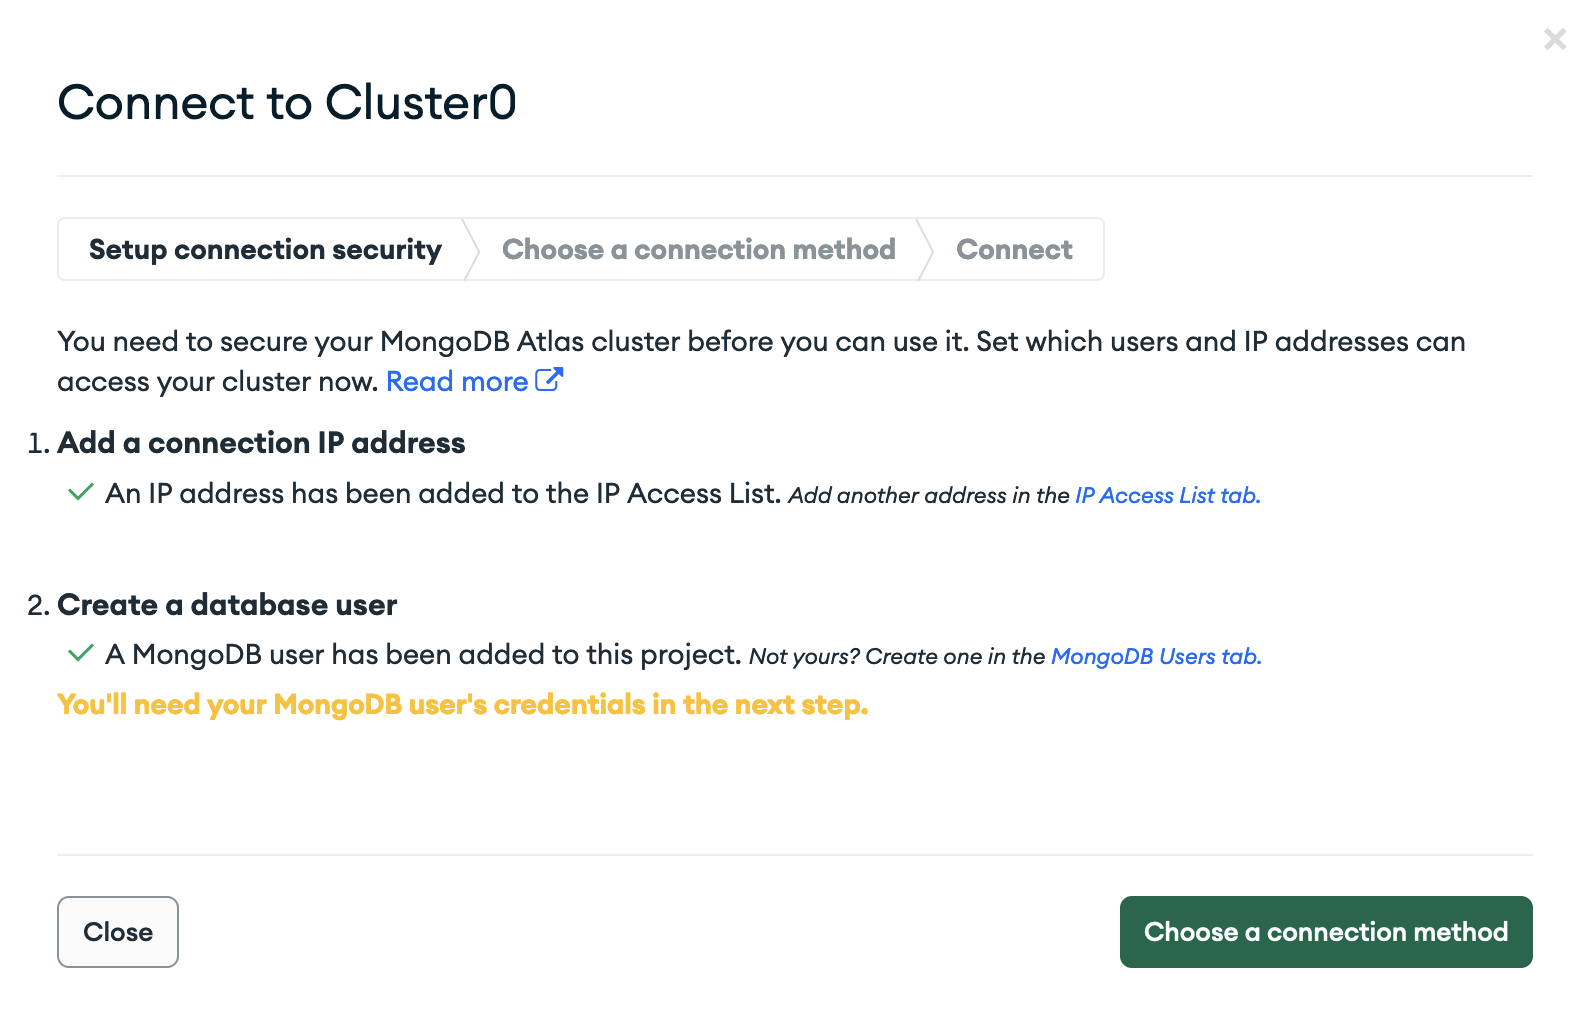 Connect to Cluster0
Setup connection security
Choose a connection method
Connect
You need to secure your MongoDB Atlas cluster before you can use it. Set which users and IP addresses can
access your cluster now. Read more
1. Add a connection IP address
An IP address has been added to the IP Access List. Add another address in the IP Access List tab.
2. Create a database user
A MongoDB user has been added to this project. Not yours? Create one in the MongoDB Users tab.
You'll need your MongoDB user's credentials in the next step.
Close
Choose a connection method